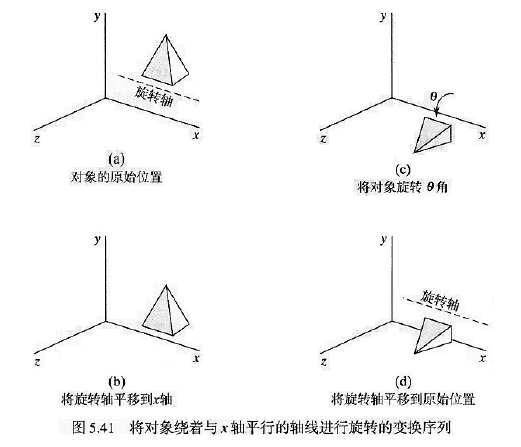 y
旋转轴
z
x
(a)
对象的原始位置
y
θ
z
x
(c)
将对象旋转 θ 角
y
z
x
(b)
将旋转轴平移到x轴
y
旋转轴
z
x
(d)
将旋转轴平移到原始位置
图 5.41 将对象绕着与 x 轴平行的轴线进行旋转的变换序列